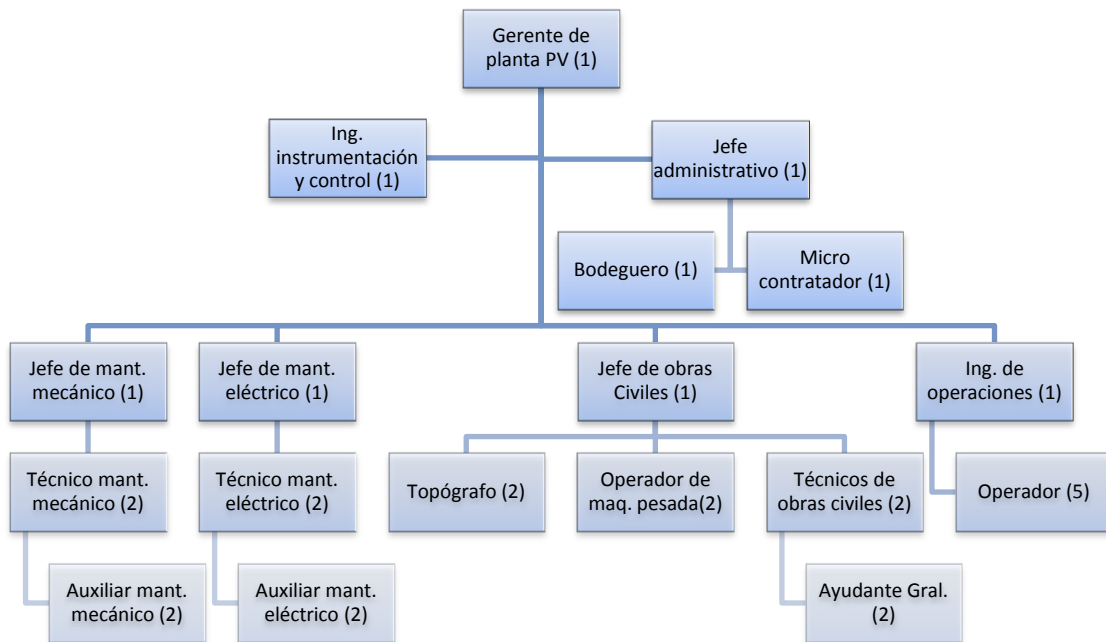 Gerente de
planta PV (1)
Ing.
instrumentación
y control (1)
Jefe
administrativo (1)
Bodeguero (1)
Micro
contratador (1)
Jefe de mant.
mecánico (1)
Jefe de mant.
eléctrico (1)
Jefe de obras
Civiles (1)
Ing. de
operaciones (1)
Técnico mant.
mecánico (2)
Técnico mant.
eléctrico (2)
Topógrafo (2)
Operador de
maq. pesada(2)
Técnicos de
obras civiles (2)
Operador (5)
Auxiliar mant.
mecánico (2)
Auxiliar mant.
eléctrico (2)
Ayudante Gral.
(2)